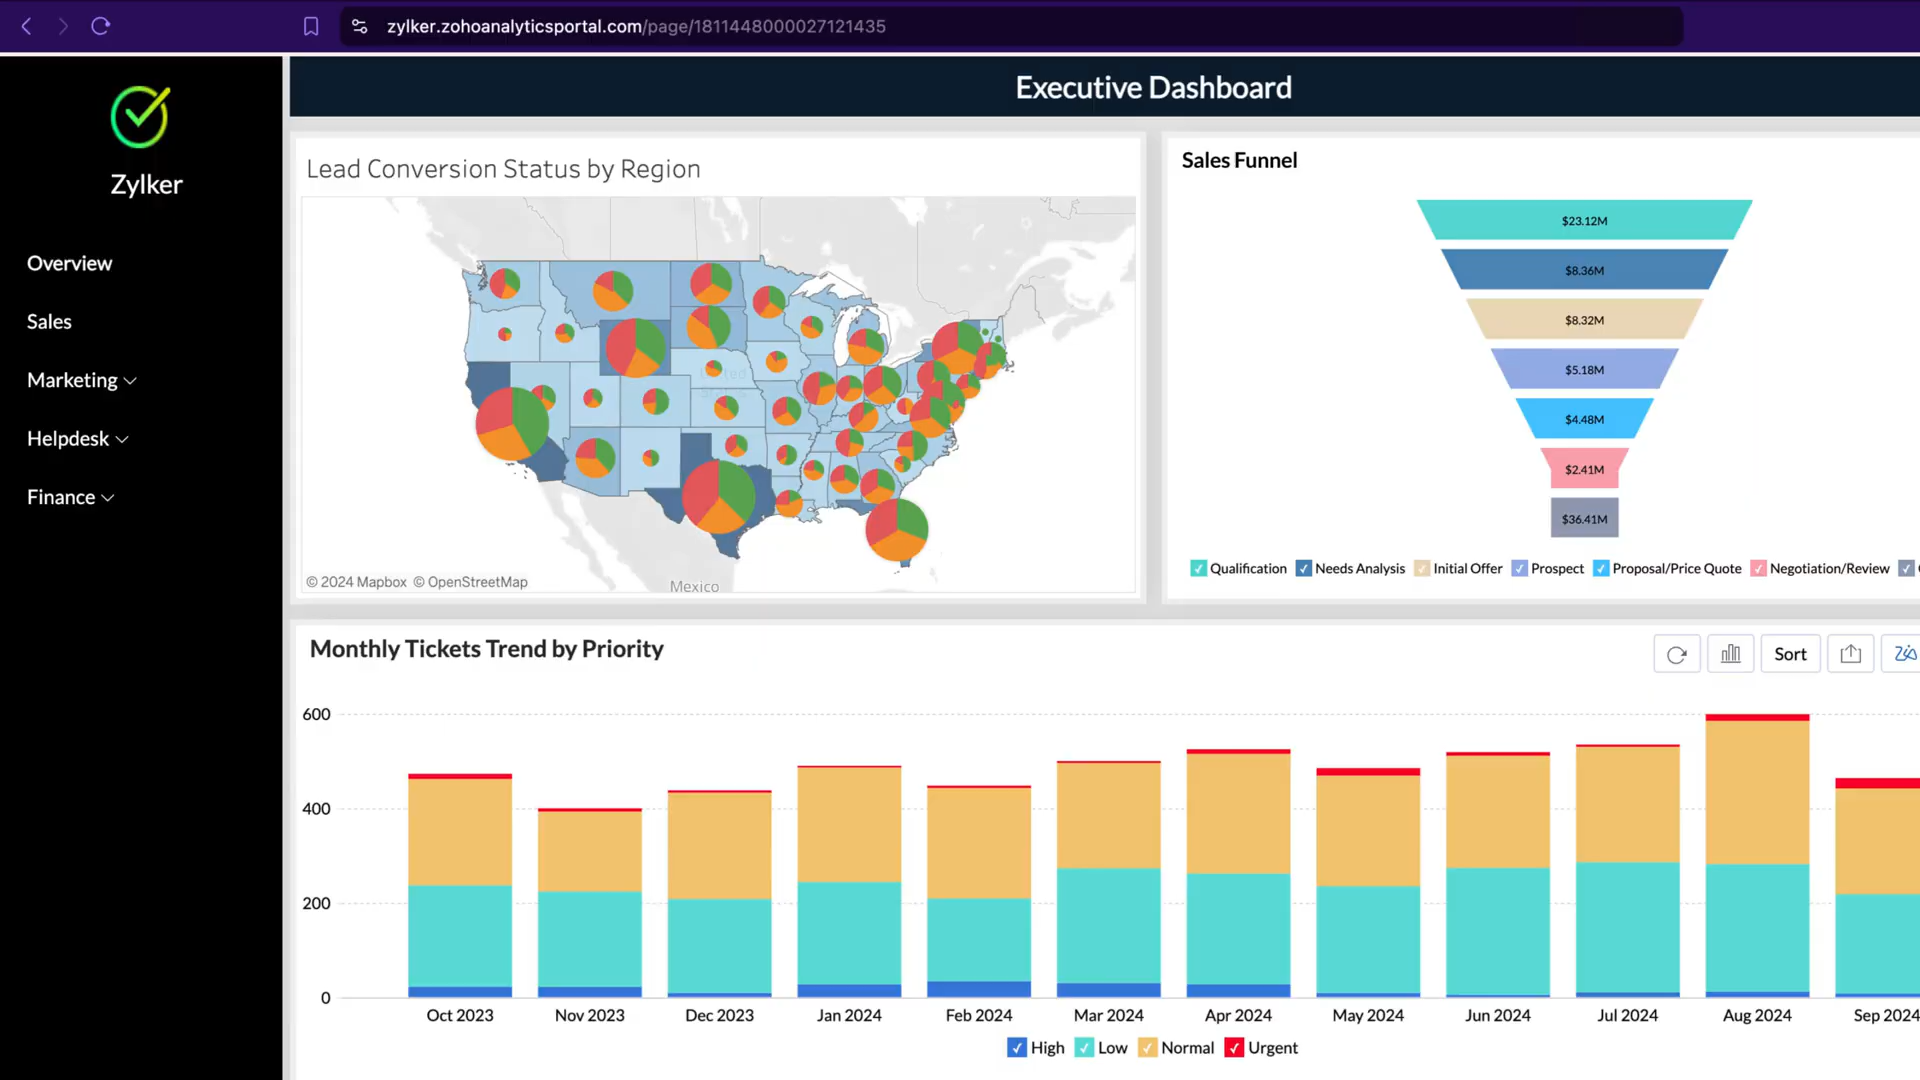 zylker.zohoanalyticsportal.com/page/1811448000027121435
Zylker
Overview
Sales
Marketing
Helpdesk
Finance
Executive Dashboard
Lead Conversion Status by Region
United
States
Mexico
© 2024 Mapbox © OpenStreetMap
Sales Funnel
$23.12M
$8.36M
$8.32M
$5.18M
$4.48M
$2.41M
$36.41M
Qualification Needs Analysis Initial Offer Prospect Proposal/Price Quote Negotiation/Review
Monthly Tickets Trend by Priority
Sort
600
400
200
0
Oct 2023 Nov 2023 Dec 2023 Jan 2024 Feb 2024 Mar 2024 Apr 2024 May 2024 Jun 2024 Jul 2024 Aug 2024 Sep 2024
High Low Normal Urgent